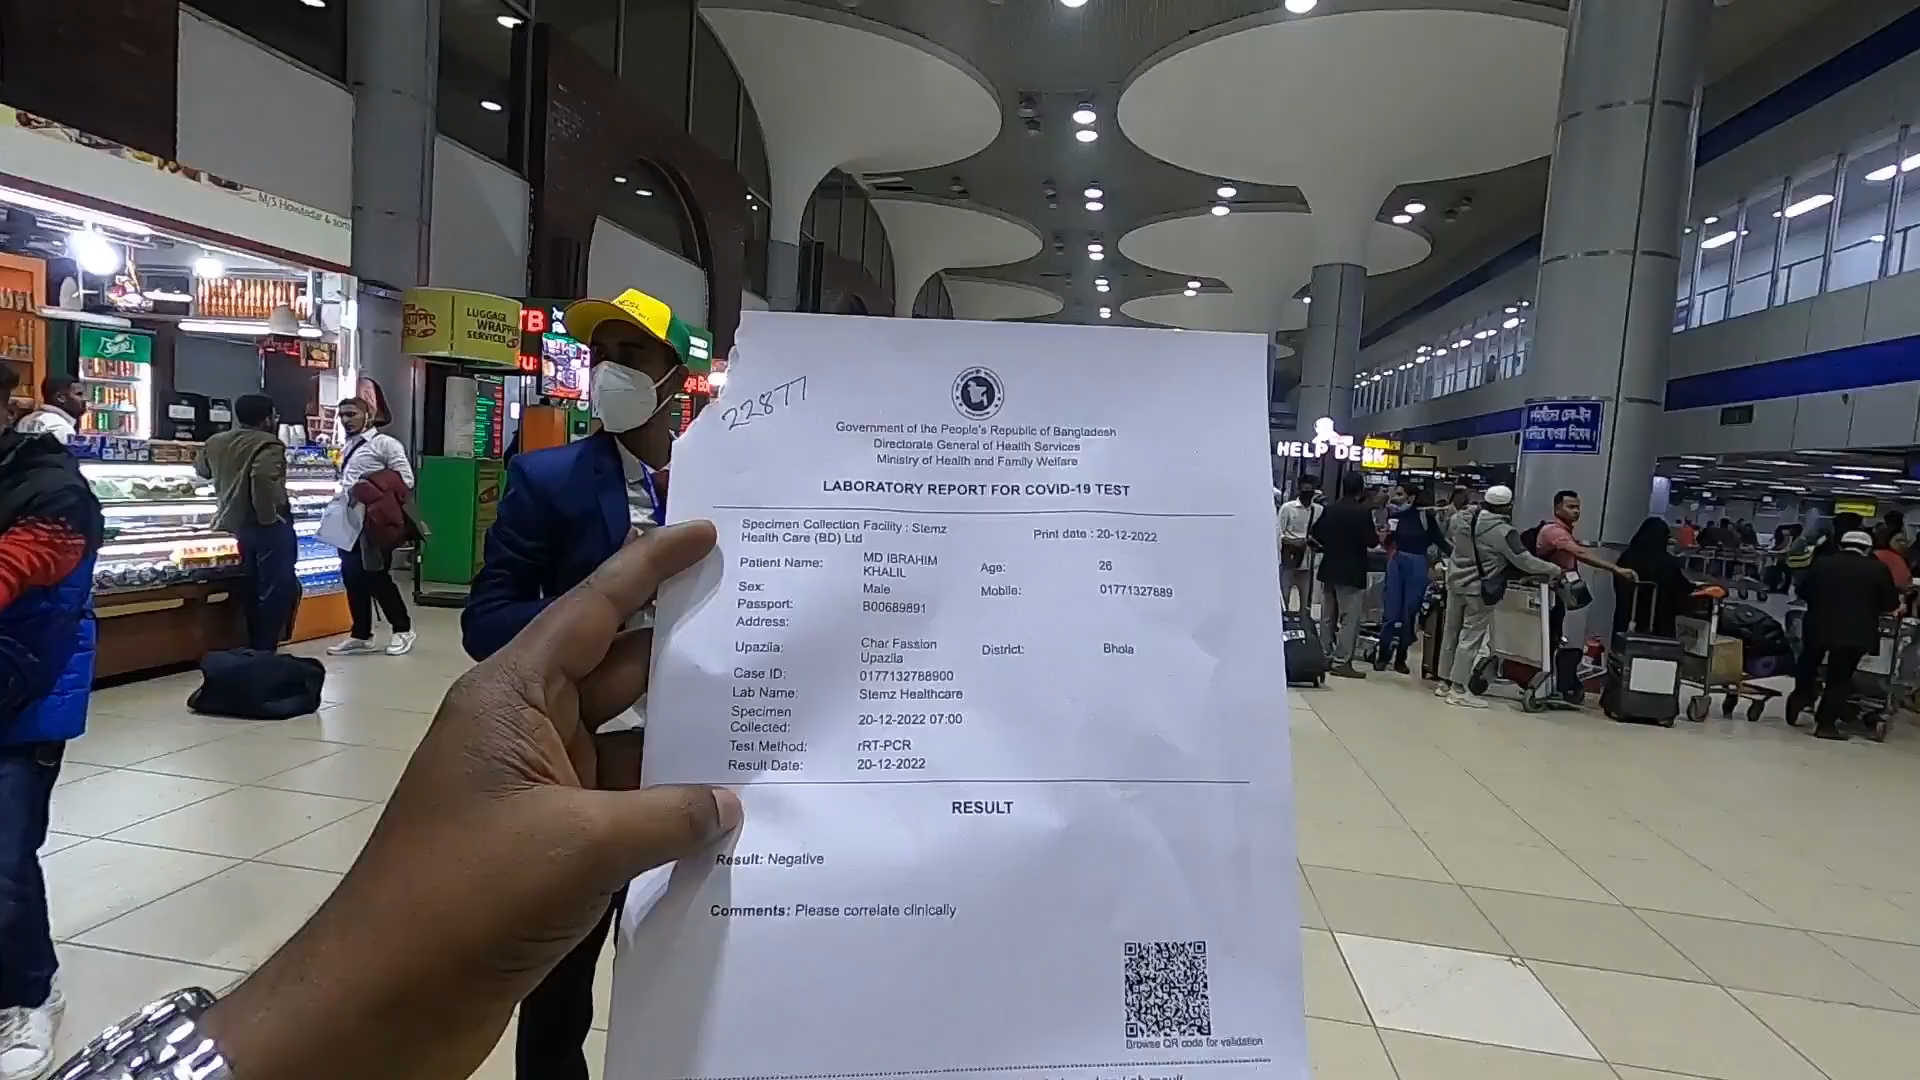 M/S Howladar & sons
LUGGAGE
WRAPPING
SERVICES
Sprite
HELP DESK
22877
Government of the People's Republic of Bangladesh
Directorate General of Health Services
Ministry of Health and Family Welfare
LABORATORY REPORT FOR COVID-19 TEST
Specimen Collection Facility : Stemz
Health Care (BD) Ltd
Print date : 20-12-2022
Patient Name: MD IBRAHIM
KHALIL
Age: 26
Sex: Male
Mobile: 01771327889
Passport: B00689891
Address:
Upazila: Char Fassion
Upazila
District: Bhola
Case ID: 0177132788900
Lab Name: Stemz Healthcare
Specimen
Collected: 20-12-2022 07:00
Test Method: rRT-PCR
Result Date: 20-12-2022
RESULT
Result: Negative
Comments: Please correlate clinically
Browse QR code for validation